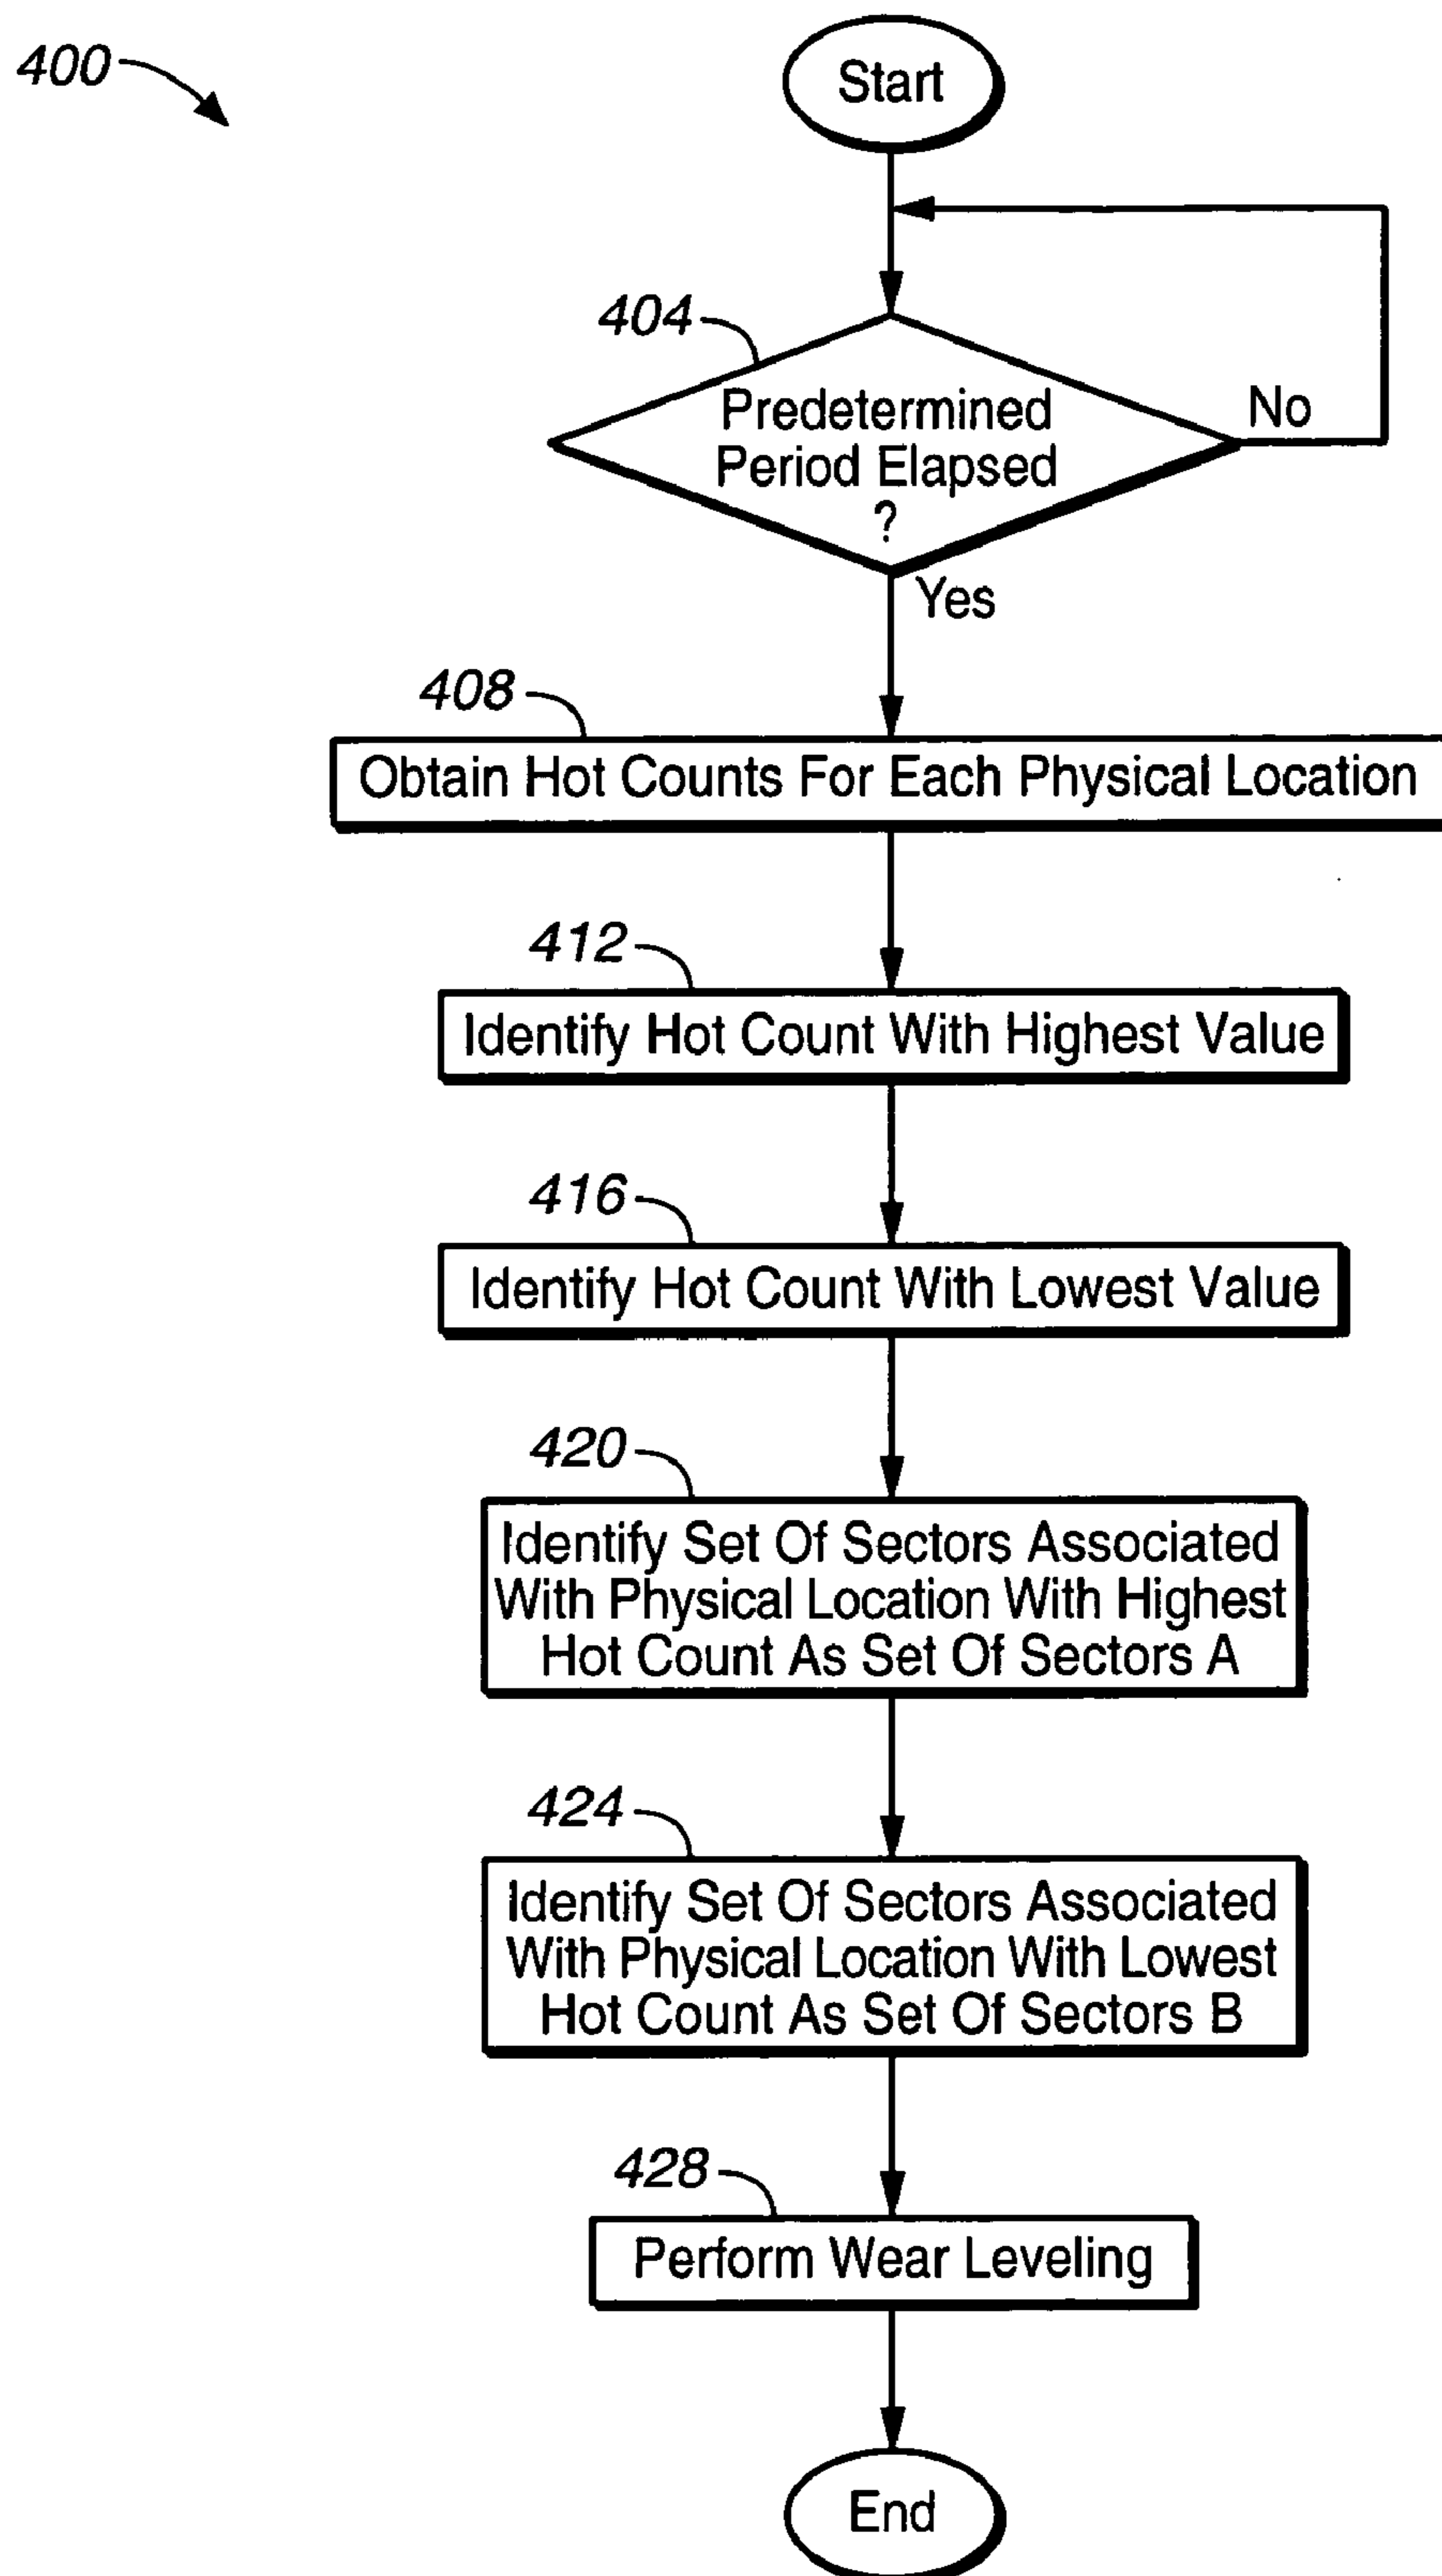 400
Start
404
Predetermined
Period Elapsed
?
No
Yes
408
Obtain Hot Counts For Each Physical Location
412
Identify Hot Count With Highest Value
416
Identify Hot Count With Lowest Value
420
Identify Set Of Sectors Associated
With Physical Location With Highest
Hot Count As Set Of Sectors A
424
Identify Set Of Sectors Associated
With Physical Location With Lowest
Hot Count As Set Of Sectors B
428
Perform Wear Leveling
End